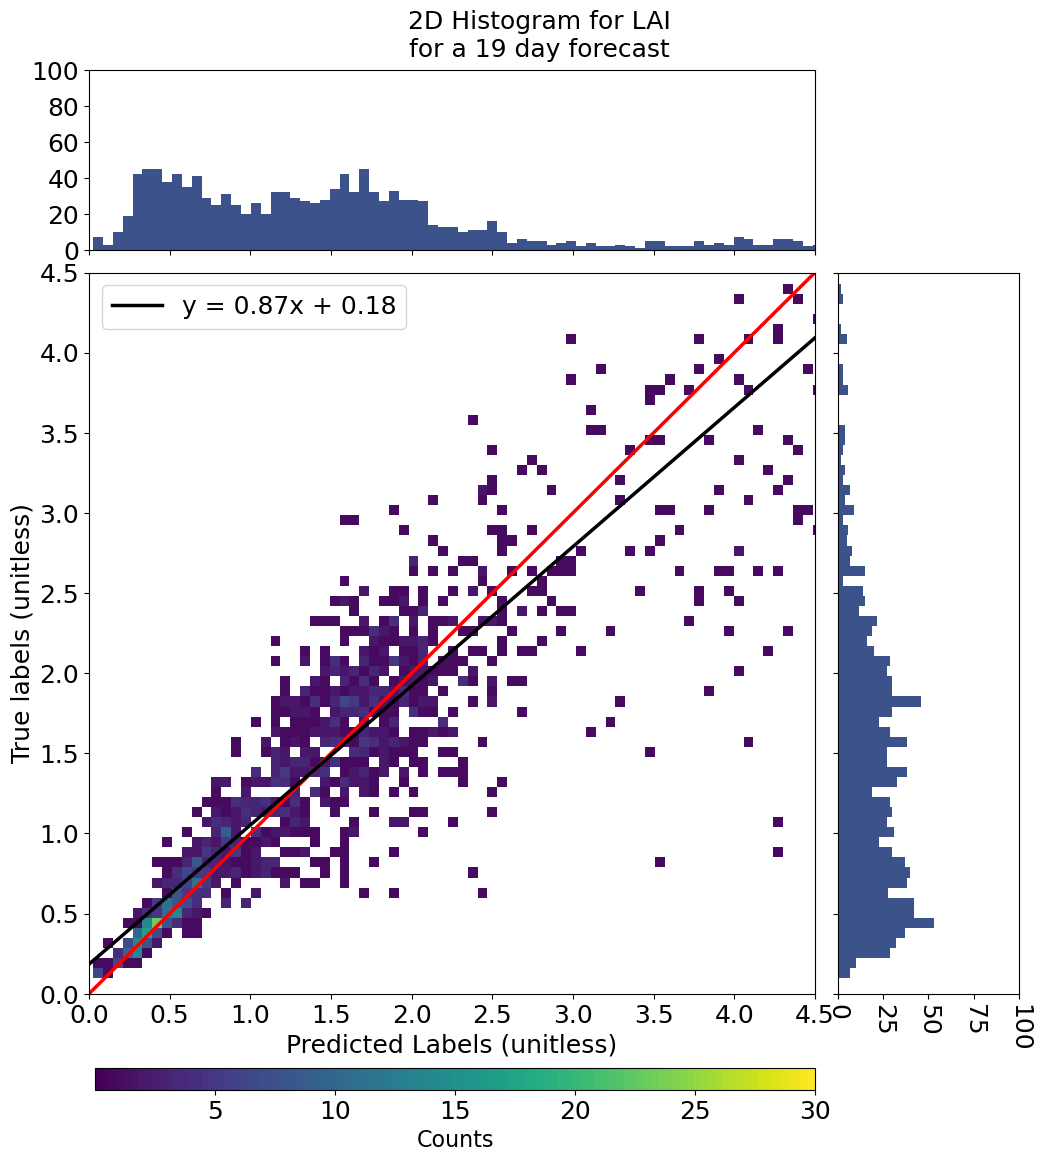 2D Histogram for LAI
for a 19 day forecast
100
80
60
40
20
0
4.5
4.0
3.5
3.0
2.5
2.0
1.5
1.0
0.5
0.0
True labels (unitless)
y = 0.87x + 0.18
0.0 0.5 1.0 1.5 2.0 2.5 3.0 3.5 4.0 4.5
Predicted Labels (unitless)
0 25 50 75 100
5 10 15 20 25 30
Counts